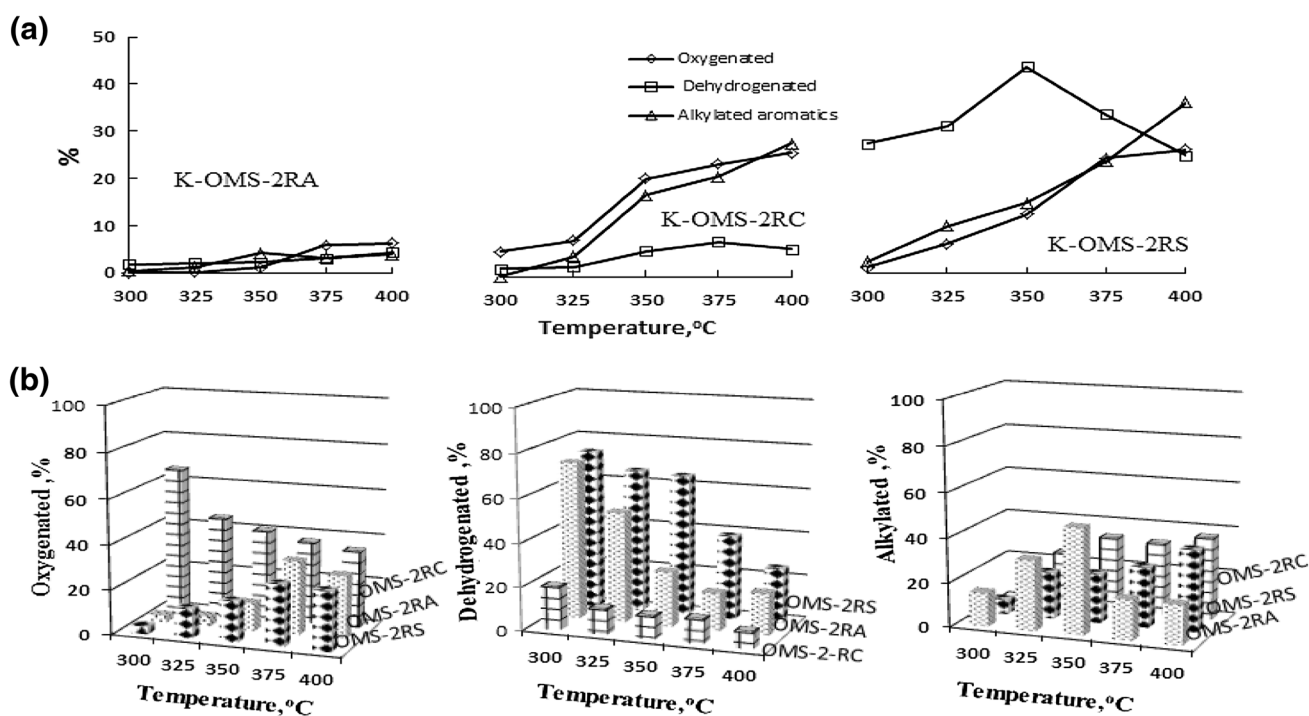 (a)
50
40
30
20
10
0
%
K-OMS-2RA
300 325 350 375 400
Oxygenated
Dehydrogenated
Alkylated aromatics
K-OMS-2RC
300 325 350 375 400
Temperature,°C
K-OMS-2RS
300 325 350 375 400
(b)
Oxygenated ,%
100
80
60
40
20
0
300 325 350 375 400
Temperature,°C
OMS-2RC
OMS-2RA
OMS-2RS
Dehydrogenated ,%
100
80
60
40
20
0
300 325 350 375 400
Temperature,°C
OMS-2RS
OMS-2RA
OMS-2-RC
Alkylated ,%
100
80
60
40
20
0
300 325 350 375 400
Temperature,°C
OMS-2RC
OMS-2RS
OMS-2RA